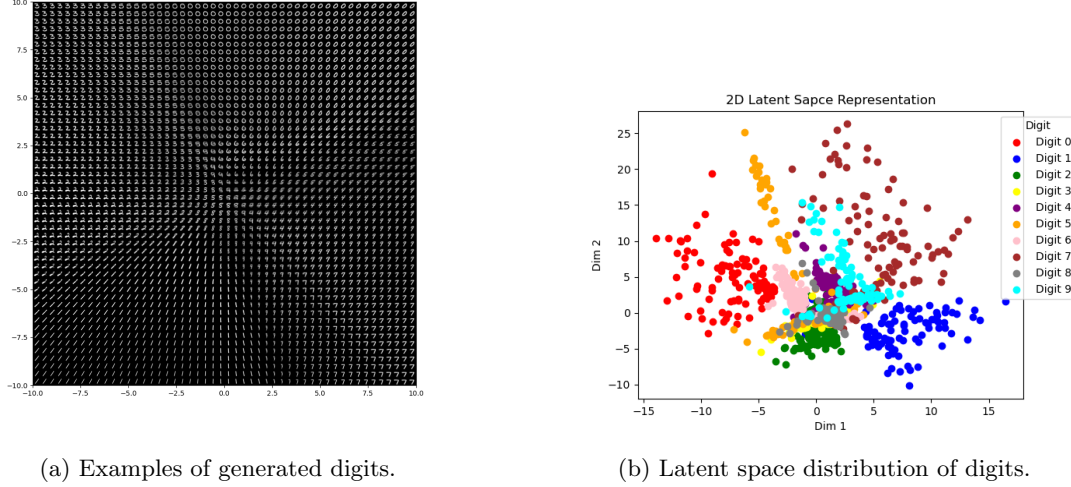 10.0
7.5
5.0
2.5
0.0
−2.5
−5.0
−7.5
−10.0
−10.0 −7.5 −5.0 −2.5 0.0 2.5 5.0 7.5 10.0
(a) Examples of generated digits.
2D Latent Sapce Representation
Dim 2
25
20
15
10
5
0
−5
−10
−15 −10 −5 0 5 10 15
Dim 1
Digit
Digit 0
Digit 1
Digit 2
Digit 3
Digit 4
Digit 5
Digit 6
Digit 7
Digit 8
Digit 9
(b) Latent space distribution of digits.